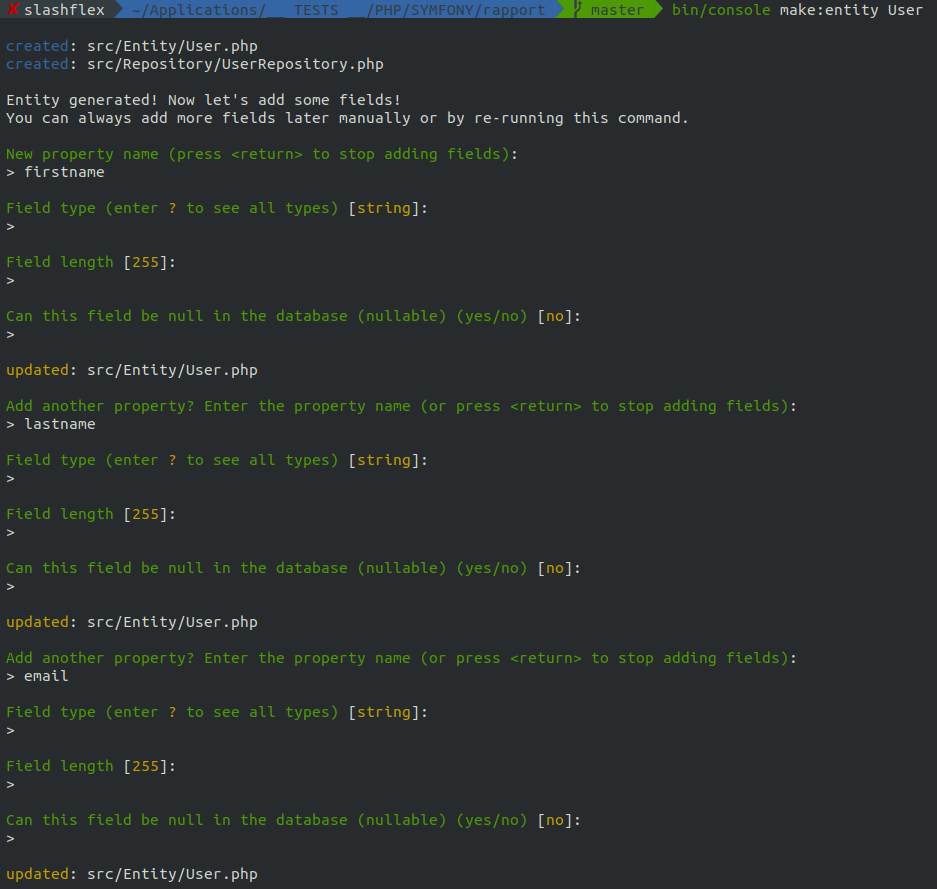 ✘ slashflex ~/Applications/__ TESTS __/PHP/SYMFONY/rapport master bin/console make:entity User
created: src/Entity/User.php
created: src/Repository/UserRepository.php
Entity generated! Now let's add some fields!
You can always add more fields later manually or by re-running this command.
New property name (press <return> to stop adding fields):
> firstname
Field type (enter ? to see all types) [string]:
>
Field length [255]:
>
Can this field be null in the database (nullable) (yes/no) [no]:
>
updated: src/Entity/User.php
Add another property? Enter the property name (or press <return> to stop adding fields):
> lastname
Field type (enter ? to see all types) [string]:
>
Field length [255]:
>
Can this field be null in the database (nullable) (yes/no) [no]:
>
updated: src/Entity/User.php
Add another property? Enter the property name (or press <return> to stop adding fields):
> email
Field type (enter ? to see all types) [string]:
>
Field length [255]:
>
Can this field be null in the database (nullable) (yes/no) [no]:
>
updated: src/Entity/User.php